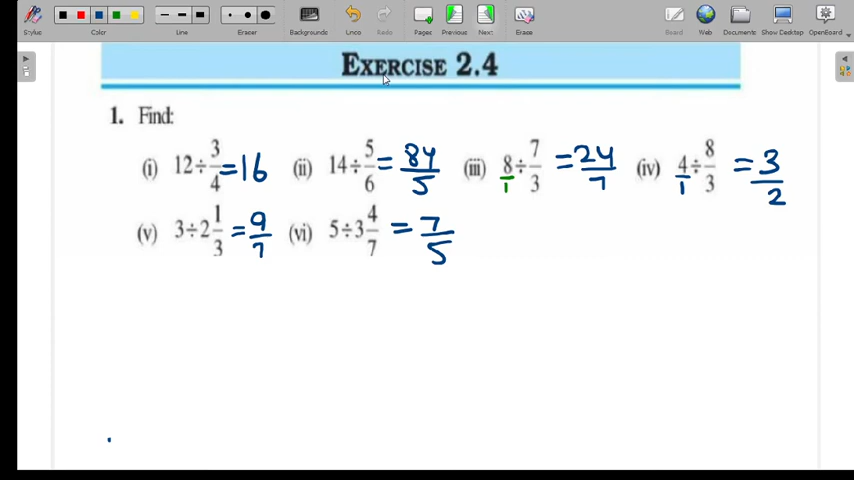 Stylus Color Line Eraser Backgrounds Undo Redo Pages Previous Next Erase Board Web Documents Show Desktop OpenBoard
EXERCISE 2.4
1. Find:
(i) 12 ÷ 3/4 = 16 (ii) 14 ÷ 5/6 = 84/5 (iii) 8/1 ÷ 7/3 = 24/7 (iv) 4/1 ÷ 8/3 = 3/2
(v) 3 ÷ 2 1/3 = 9/7 (vi) 5 ÷ 3 4/7 = 7/5